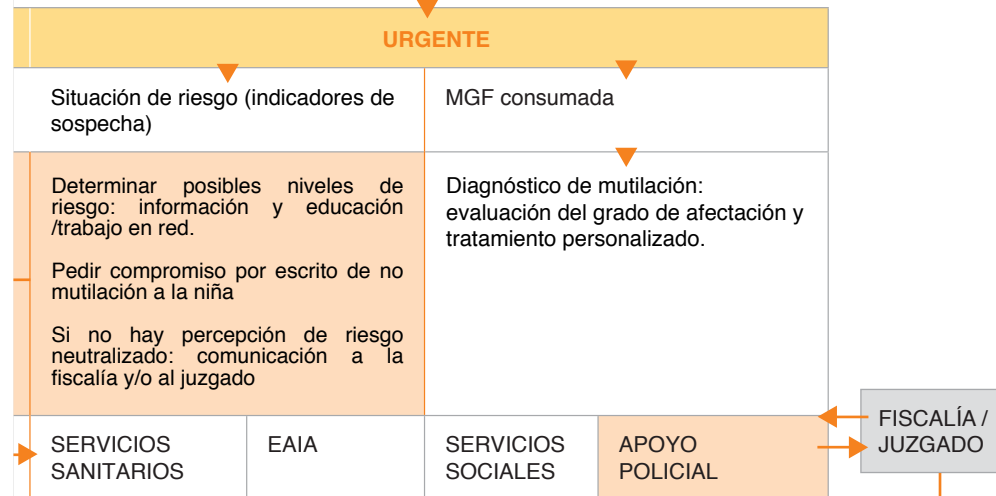 URGENTE
Situación de riesgo (indicadores de
sospecha)
MGF consumada
Determinar posibles niveles de
riesgo: información y educación
/trabajo en red.
Pedir compromiso por escrito de no
mutilación a la niña
Si no hay percepción de riesgo
neutralizado: comunicación a la
fiscalía y/o al juzgado
Diagnóstico de mutilación:
evaluación del grado de afectación y
tratamiento personalizado.
SERVICIOS
SANITARIOS
EAIA
SERVICIOS
SOCIALES
APOYO
POLICIAL
FISCALÍA /
JUZGADO